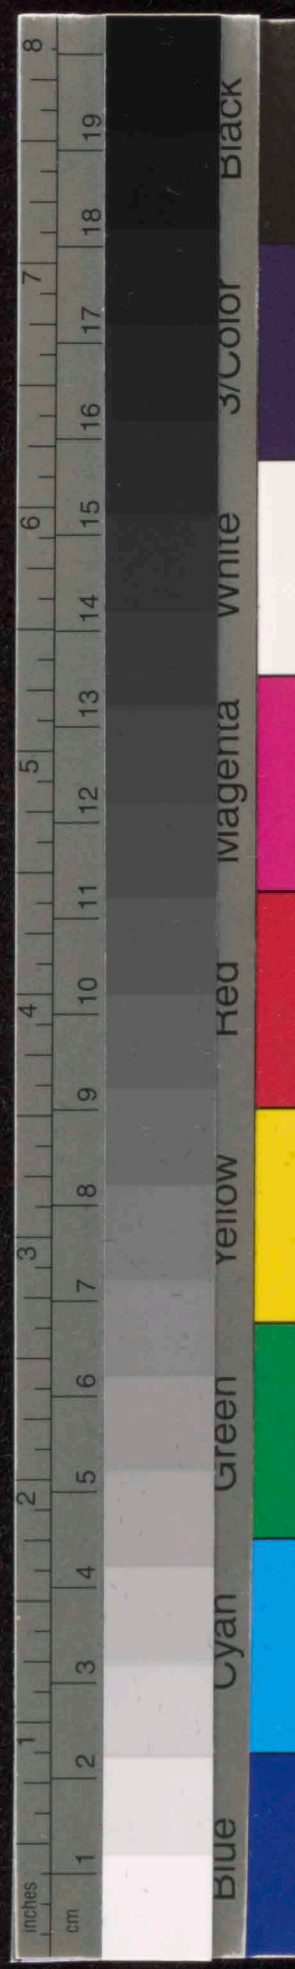 inches 1 2 3 4 5 6 7 8
cm 1 2 3 4 5 6 7 8 9 10 11 12 13 14 15 16 17 18 19
Blue Cyan Green Yellow Red Magenta White 3/Color Black